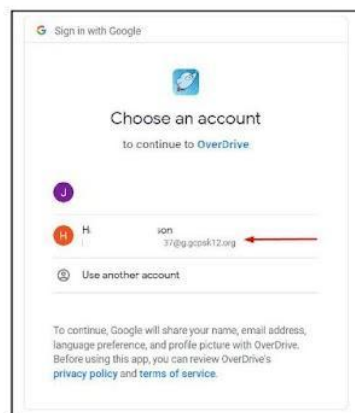 G Sign in with Google
Choose an account
to continue to OverDrive
J
H H son
37@g.gcpsk12.org
Use another account
To continue, Google will share your name, email address,
language preference, and profile picture with OverDrive.
Before using this app, you can review OverDrive's
privacy policy and terms of service.